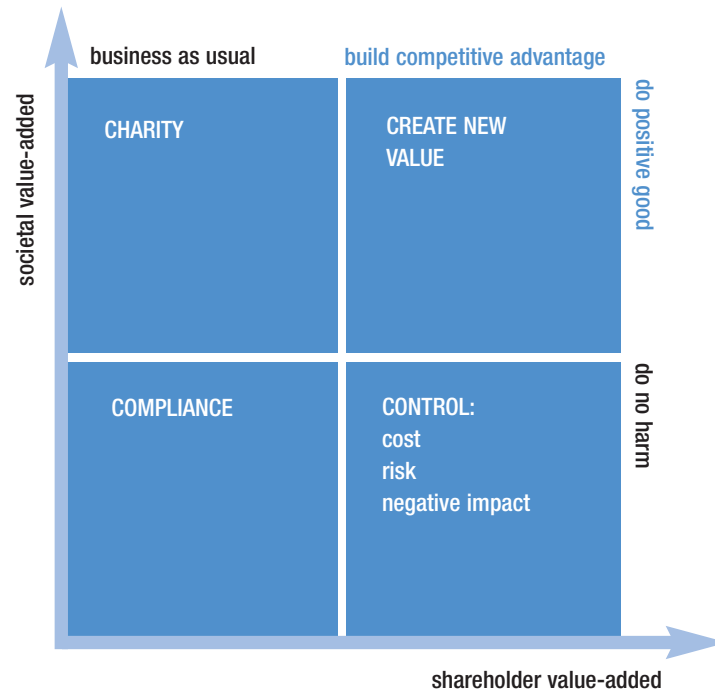 business as usual
build competitive advantage
societal value-added
CHARITY
CREATE NEW
VALUE
do positive good
COMPLIANCE
CONTROL:
cost
risk
negative impact
do no harm
shareholder value-added